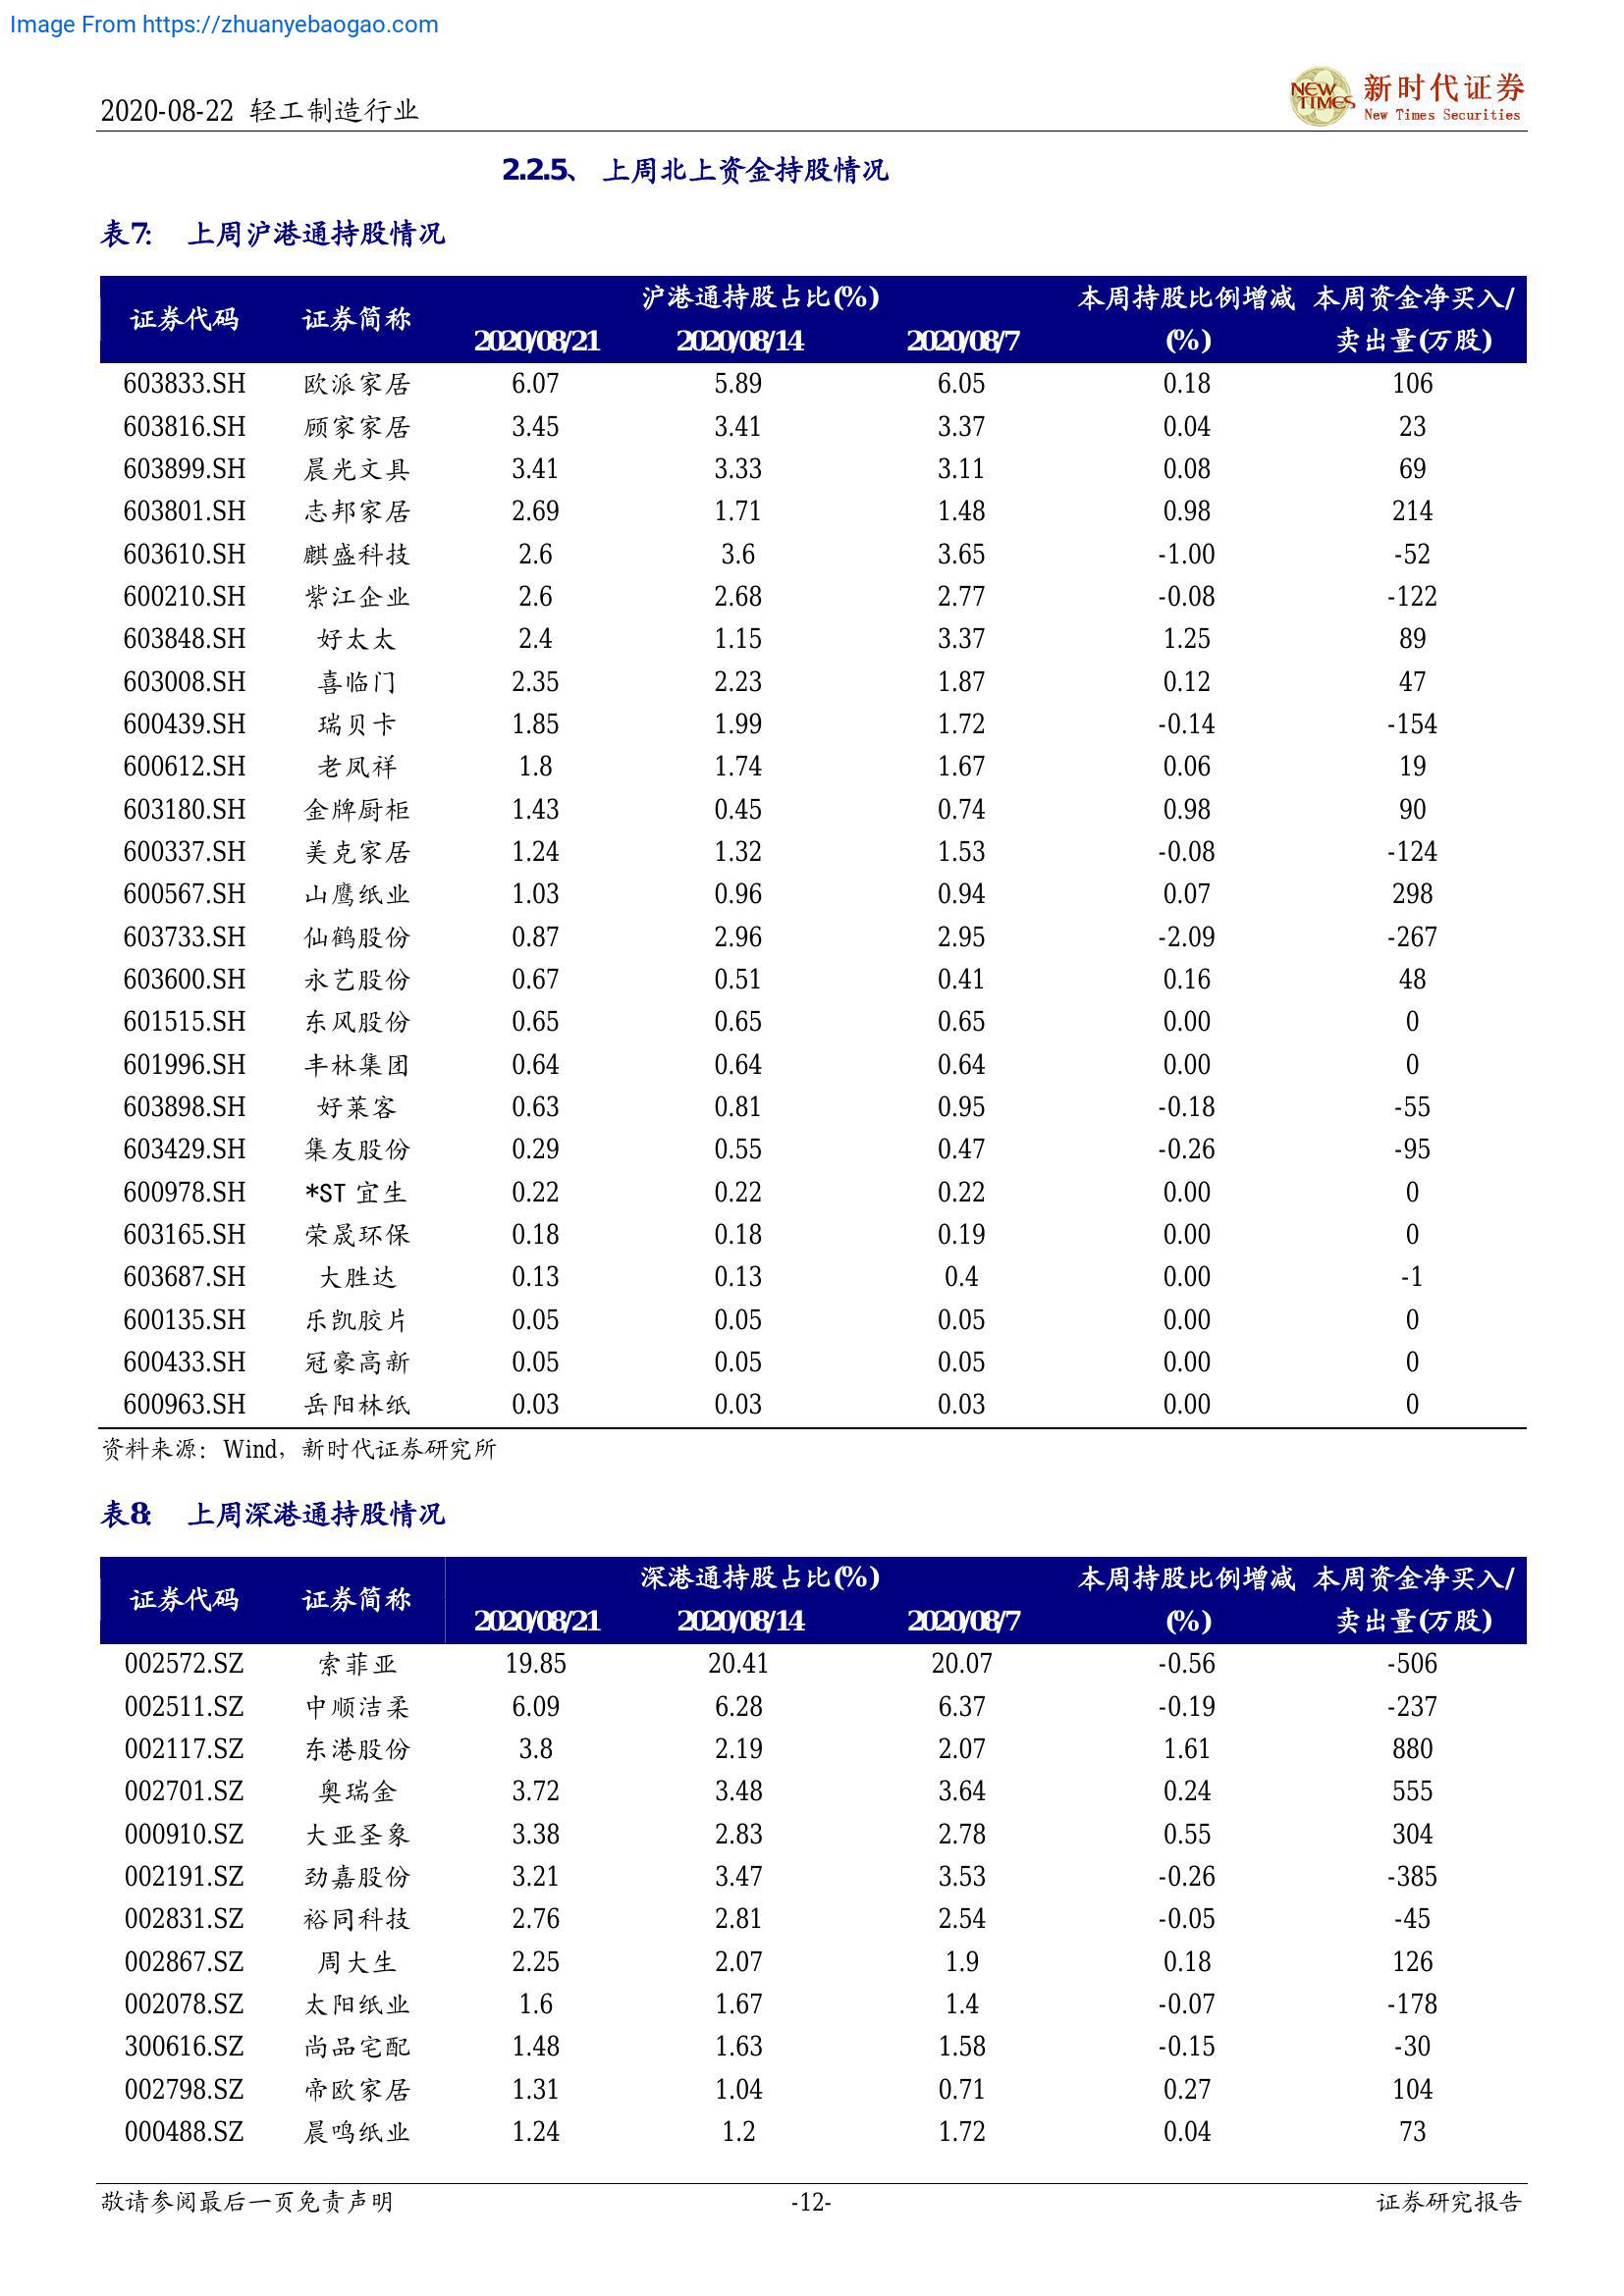 Image From https://zhuanyebaogao.com
2020-08-22 轻工制造行业
NEW TIMES 新时代证券
New Times Securities
2.2.5、 上周北上资金持股情况
表7: 上周沪港通持股情况
证券代码 证券简称 沪港通持股占比(%) 本周持股比例增减 本周资金净买入/
2020/08/21 2020/08/14 2020/08/7 (%) 卖出量(万股)
603833.SH 欧派家居 6.07 5.89 6.05 0.18 106
603816.SH 顾家家居 3.45 3.41 3.37 0.04 23
603899.SH 晨光文具 3.41 3.33 3.11 0.08 69
603801.SH 志邦家居 2.69 1.71 1.48 0.98 214
603610.SH 麒盛科技 2.6 3.6 3.65 -1.00 -52
600210.SH 紫江企业 2.6 2.68 2.77 -0.08 -122
603848.SH 好太太 2.4 1.15 3.37 1.25 89
603008.SH 喜临门 2.35 2.23 1.87 0.12 47
600439.SH 瑞贝卡 1.85 1.99 1.72 -0.14 -154
600612.SH 老凤祥 1.8 1.74 1.67 0.06 19
603180.SH 金牌厨柜 1.43 0.45 0.74 0.98 90
600337.SH 美克家居 1.24 1.32 1.53 -0.08 -124
600567.SH 山鹰纸业 1.03 0.96 0.94 0.07 298
603733.SH 仙鹤股份 0.87 2.96 2.95 -2.09 -267
603600.SH 永艺股份 0.67 0.51 0.41 0.16 48
601515.SH 东风股份 0.65 0.65 0.65 0.00 0
601996.SH 丰林集团 0.64 0.64 0.64 0.00 0
603898.SH 好莱客 0.63 0.81 0.95 -0.18 -55
603429.SH 集友股份 0.29 0.55 0.47 -0.26 -95
600978.SH *ST 宜生 0.22 0.22 0.22 0.00 0
603165.SH 荣晟环保 0.18 0.18 0.19 0.00 0
603687.SH 大胜达 0.13 0.13 0.4 0.00 -1
600135.SH 乐凯胶片 0.05 0.05 0.05 0.00 0
600433.SH 冠豪高新 0.05 0.05 0.05 0.00 0
600963.SH 岳阳林纸 0.03 0.03 0.03 0.00 0
资料来源：Wind，新时代证券研究所
表8: 上周深港通持股情况
证券代码 证券简称 深港通持股占比(%) 本周持股比例增减 本周资金净买入/
2020/08/21 2020/08/14 2020/08/7 (%) 卖出量(万股)
002572.SZ 索菲亚 19.85 20.41 20.07 -0.56 -506
002511.SZ 中顺洁柔 6.09 6.28 6.37 -0.19 -237
002117.SZ 东港股份 3.8 2.19 2.07 1.61 880
002701.SZ 奥瑞金 3.72 3.48 3.64 0.24 555
000910.SZ 大亚圣象 3.38 2.83 2.78 0.55 304
002191.SZ 劲嘉股份 3.21 3.47 3.53 -0.26 -385
002831.SZ 裕同科技 2.76 2.81 2.54 -0.05 -45
002867.SZ 周大生 2.25 2.07 1.9 0.18 126
002078.SZ 太阳纸业 1.6 1.67 1.4 -0.07 -178
300616.SZ 尚品宅配 1.48 1.63 1.58 -0.15 -30
002798.SZ 帝欧家居 1.31 1.04 0.71 0.27 104
000488.SZ 晨鸣纸业 1.24 1.2 1.72 0.04 73
敬请参阅最后一页免责声明 -12- 证券研究报告